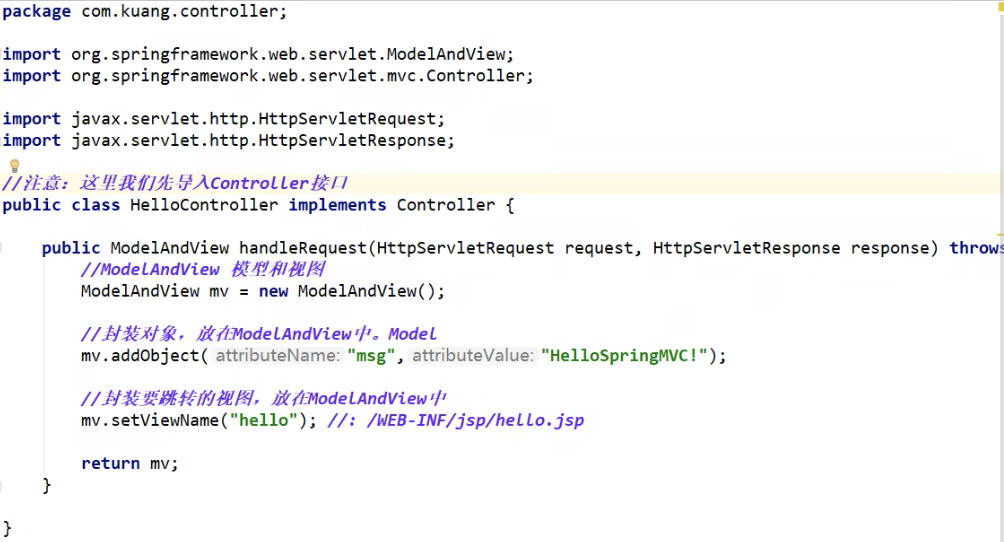 package com.kuang.controller;
import org.springframework.web.servlet.ModelAndView;
import org.springframework.web.servlet.mvc.Controller;
import javax.servlet.http.HttpServletRequest;
import javax.servlet.http.HttpServletResponse;
//注意：这里我们先导入Controller接口
public class HelloController implements Controller {
public ModelAndView handleRequest(HttpServletRequest request, HttpServletResponse response) throws
//ModelAndView 模型和视图
ModelAndView mv = new ModelAndView();
//封装对象，放在ModelAndView中。Model
mv.addObject( attributeName: "msg", attributeValue: "HelloSpringMVC!");
//封装要跳转的视图，放在ModelAndView中
mv.setViewName("hello"); //: /WEB-INF/jsp/hello.jsp
return mv;
}
}